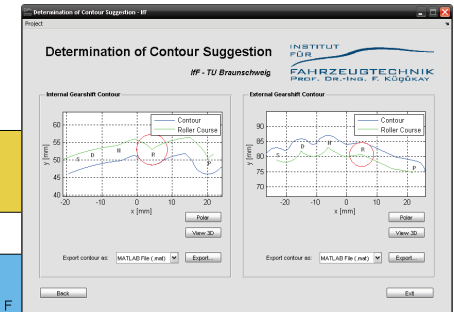 Determination of Contour Suggestion - IfF
Project
Determination of Contour Suggestion
IfF - TU Braunschweig
INSTITUT
FÜR
FAHRZEUGTECHNIK
PROF. DR.-ING. F. KÜÇÜKAY
Internal Gearshift Contour
Contour
Roller Course
60
55
50
45
40
y [mm]
S D N R P
-20 -10 0 10 20
x [mm]
Polar
View 3D
Export contour as: MATLAB File (.mat) Export...
External Gearshift Contour
Contour
Roller Course
90
85
80
75
70
y [mm]
S D N R P
-20 -10 0 10 20
x [mm]
Polar
View 3D
Export contour as: MATLAB File (.mat) Export...
Back
Exit
F